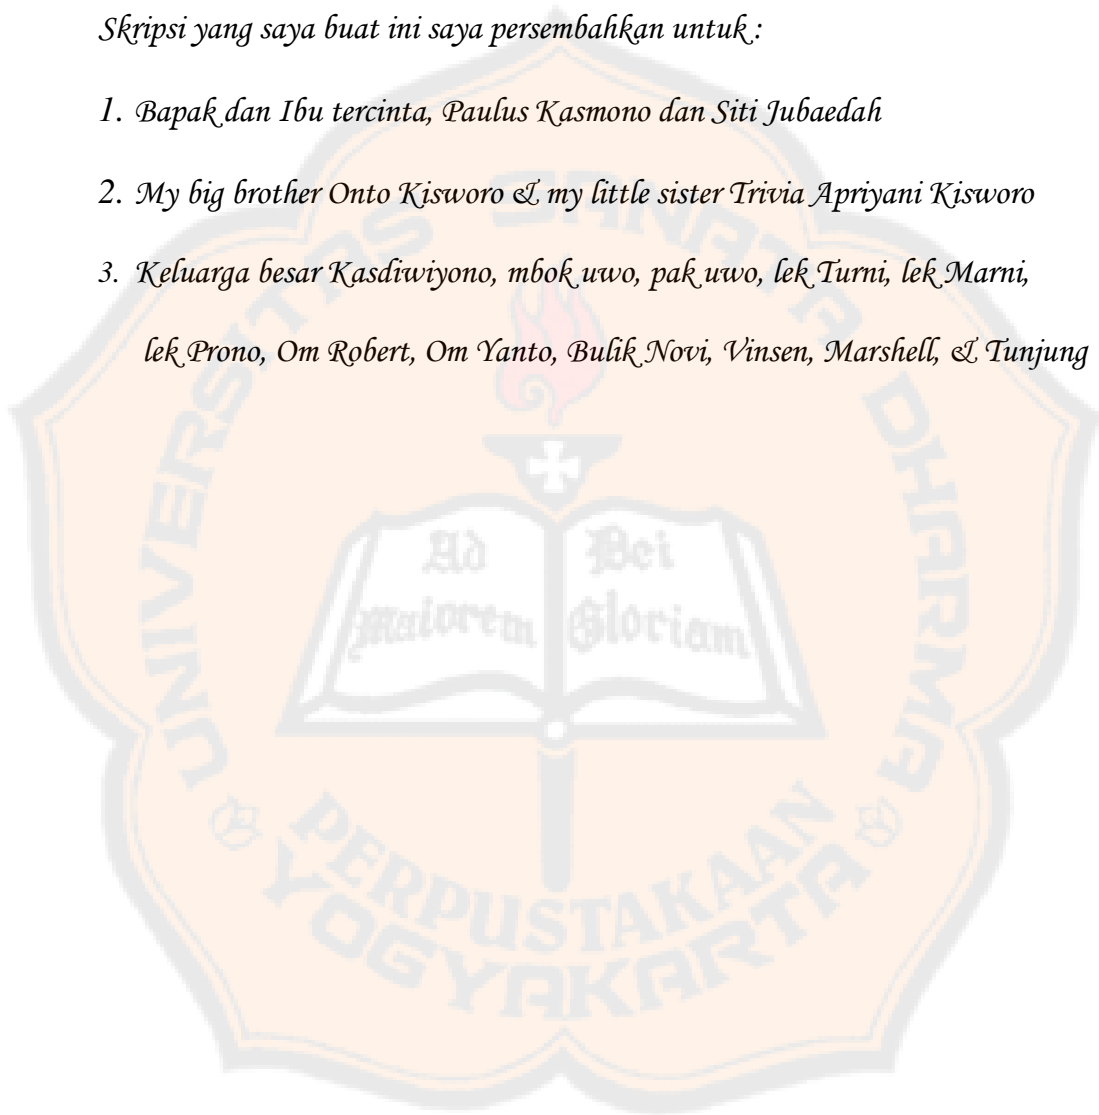 Skripsi yang saya buat ini saya persembahkan untuk :
1. Bapak dan Ibu tercinta, Paulus Kasmono dan Siti Jubaedah
2. My big brother Onto Kisworo & my little sister Trivia Apriyani Kisworo
3. Keluarga besar Kasdiwiyono, mbok uwo, pak uwo, lek Turni, lek Marni,
lek Prono, Om Robert, Om Yanto, Bulik Novi, Vinsen, Marshell, & Tunjung
UNIVERSITAS SANATA DHARMA
Ad Dei
Maiorem Gloriam
PERPUSTAKAAN
YOGYAKARTA